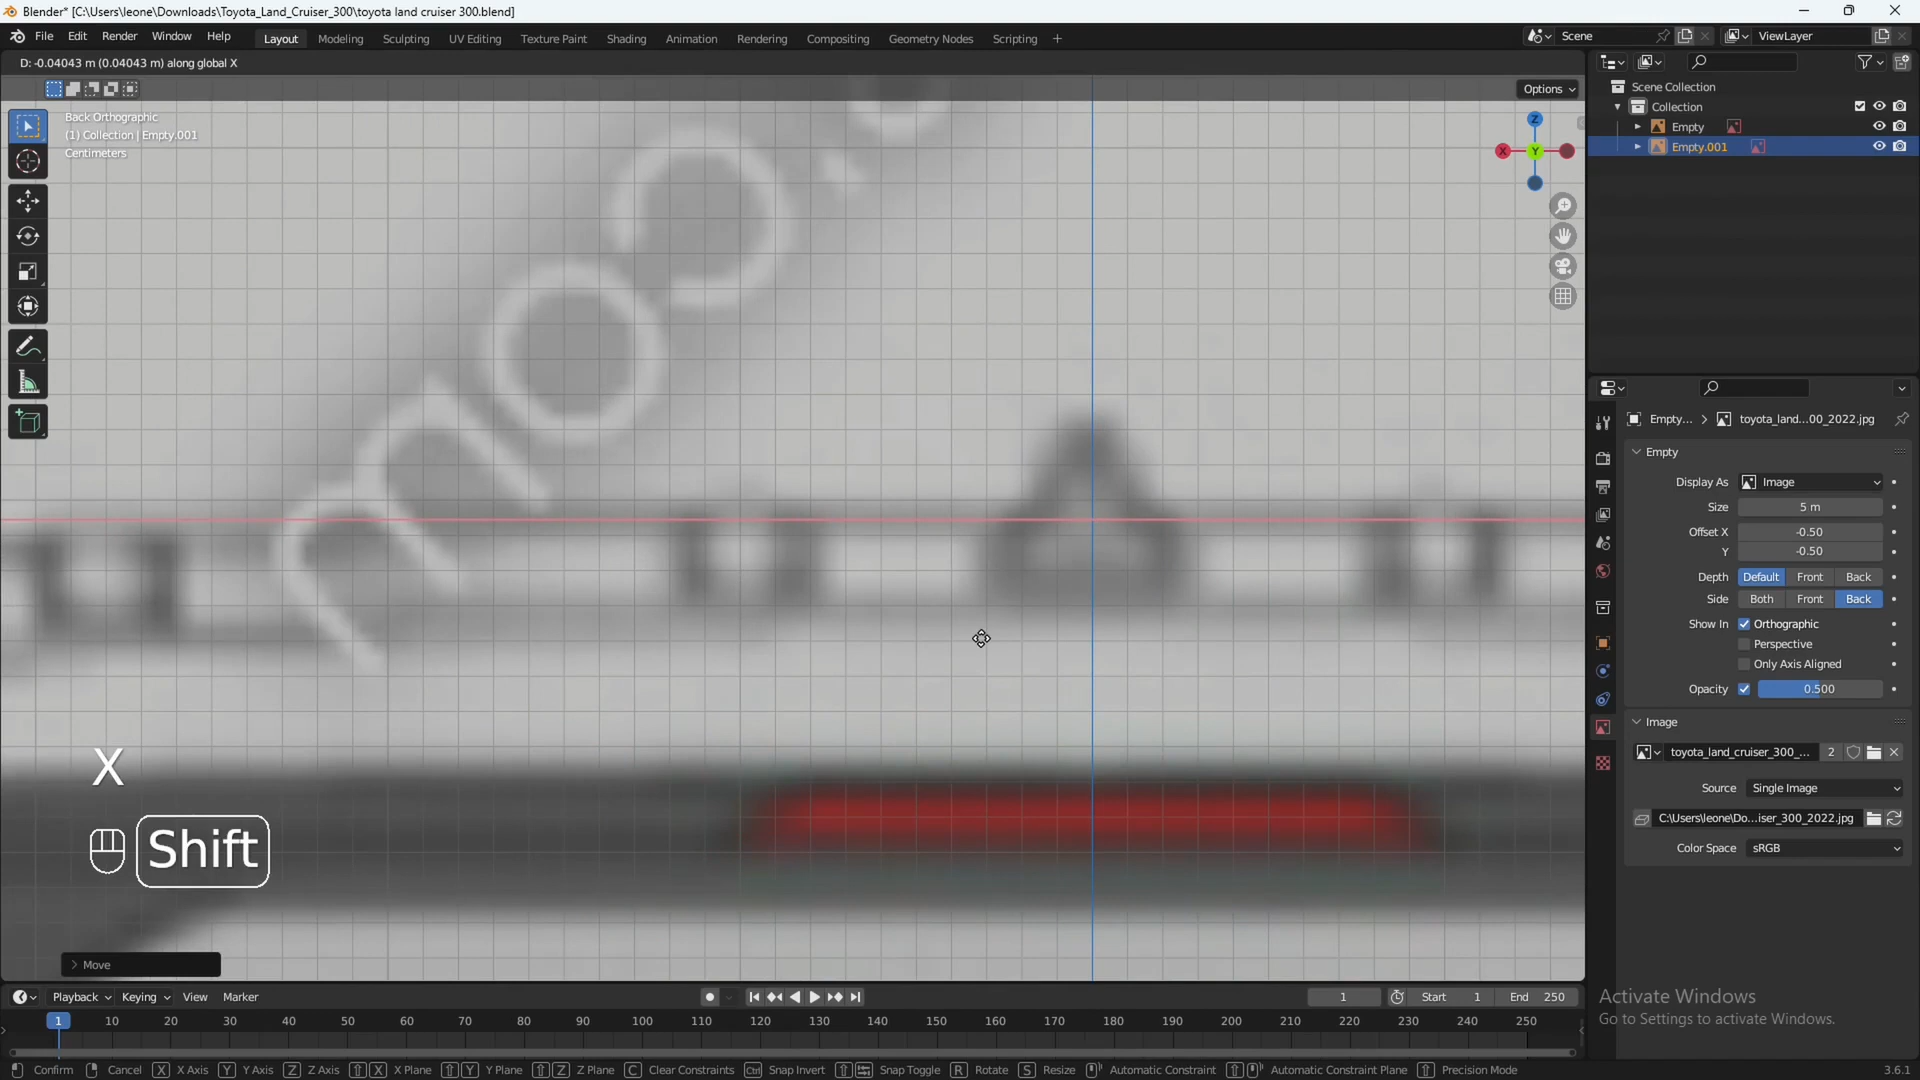 Blender* [C:\Users\leone\Downloads\Toyota_Land_Cruiser_300\toyota land cruiser 300.blend]
File Edit Render Window Help Layout Modeling Sculpting UV Editing Texture Paint Shading Animation Rendering Compositing Geometry Nodes Scripting + Scene ViewLayer
D: -0.04043 m (0.04043 m) along global X
Options
Back Orthographic
(1) Collection | Empty.001
Centimeters
Z
X Y
Scene Collection
Collection
Empty
Empty.001
Empty... > toyota_land...00_2022.jpg
Empty
Display As Image
Size 5 m
Offset X -0.50
Y -0.50
Depth Default Front Back
Side Both Front Back
Show In Orthographic
Perspective
Only Axis Aligned
Opacity 0.500
Image
toyota_land_cruiser_300_... 2
Source Single Image
C:\Users\leone\Do...iser_300_2022.jpg
Color Space sRGB
X
Shift
Move
Playback Keying View Marker 1 Start 1 End 250
1 10 20 30 40 50 60 70 80 90 100 110 120 130 140 150 160 170 180 190 200 210 220 230 240 250
Activate Windows
Go to Settings to activate Windows.
Confirm Cancel X X Axis Y Y Axis Z Z Axis X X Plane Y Y Plane Z Z Plane C Clear Constraints Ctrl Snap Invert Snap Toggle R Rotate S Resize Automatic Constraint Automatic Constraint Plane Precision Mode 3.6.1